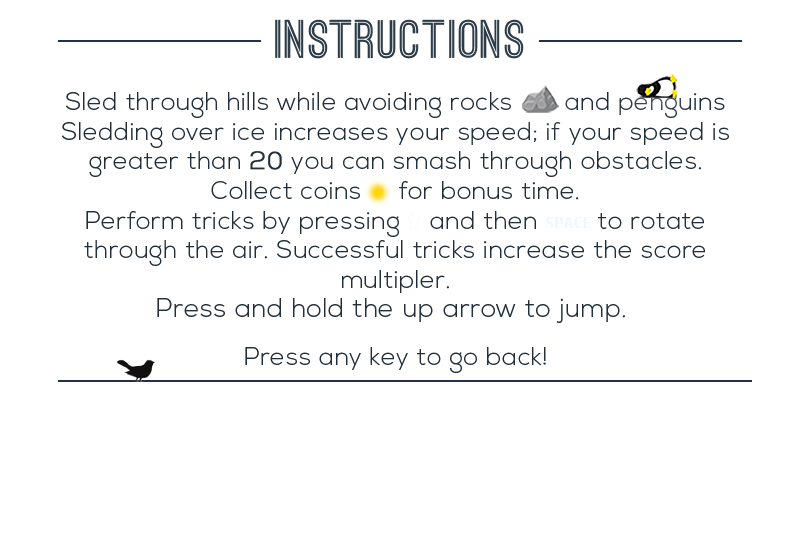 INSTRUCTIONS
Sled through hills while avoiding rocks and penguins
Sledding over ice increases your speed; if your speed is
greater than 20 you can smash through obstacles.
Collect coins for bonus time.
Perform tricks by pressing and then SPACE to rotate
through the air. Successful tricks increase the score
multipler.
Press and hold the up arrow to jump.
Press any key to go back!